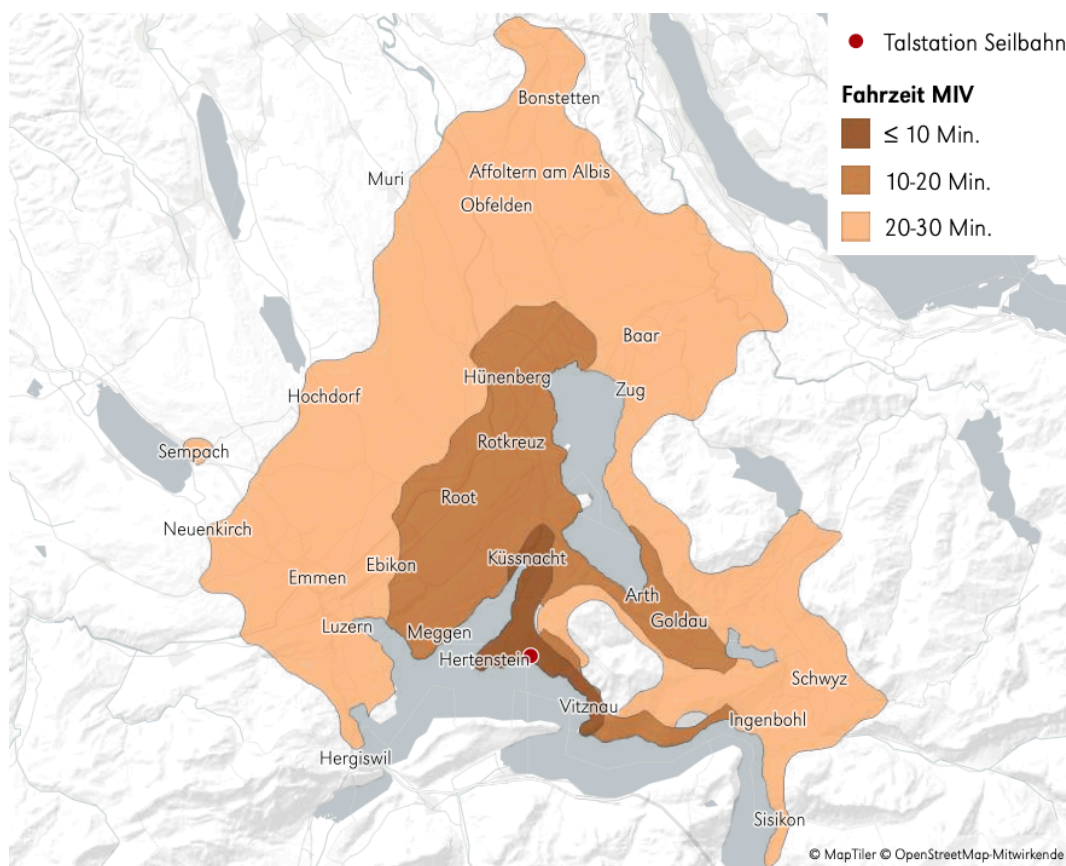 Talstation Seilbahn
Fahrzeit MIV
≤ 10 Min.
10-20 Min.
20-30 Min.
Bonstetten
Affoltern am Albis
Muri
Obfelden
Baar
Hünenberg
Zug
Hochdorf
Rotkreuz
Sempach
Root
Neuenkirch
Küssnacht
Ebikon
Emmen
Arth
Goldau
Luzern
Meggen
Hertenstein
Schwyz
Vitznau
Ingenbohl
Hergiswil
Sisikon
© MapTiler © OpenStreetMap-Mitwirkende